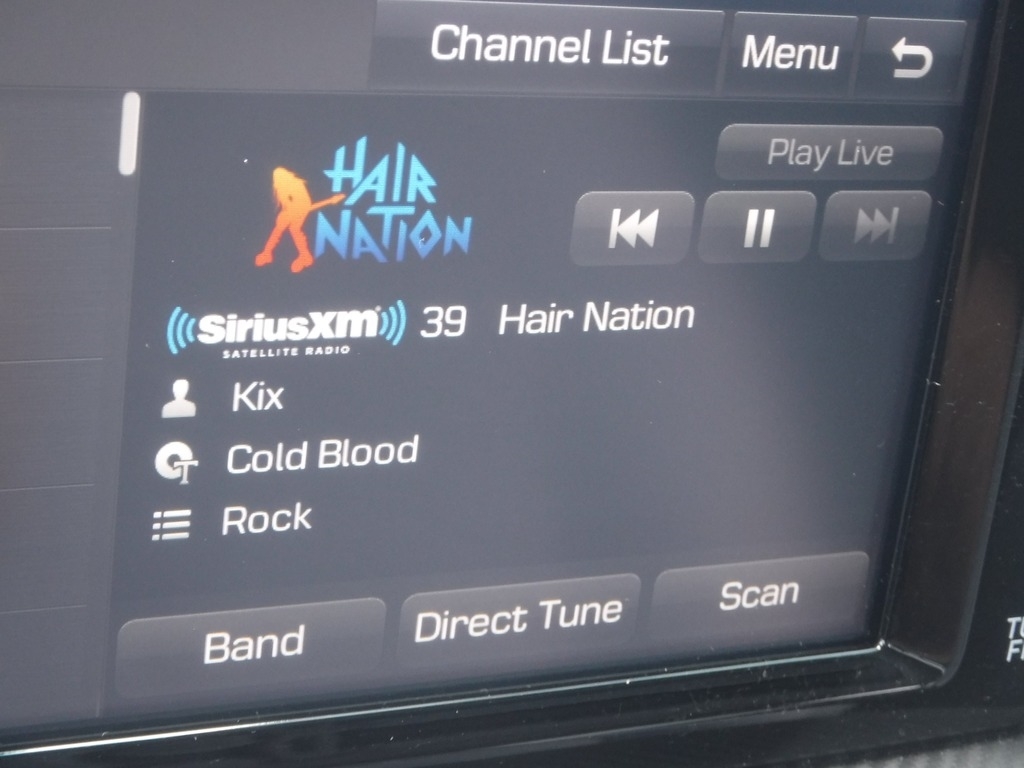 Channel List Menu
Play Live
HAIR
NATION
SiriusXM
SATELLITE RADIO
39 Hair Nation
Kix
Cold Blood
Rock
Band Direct Tune Scan